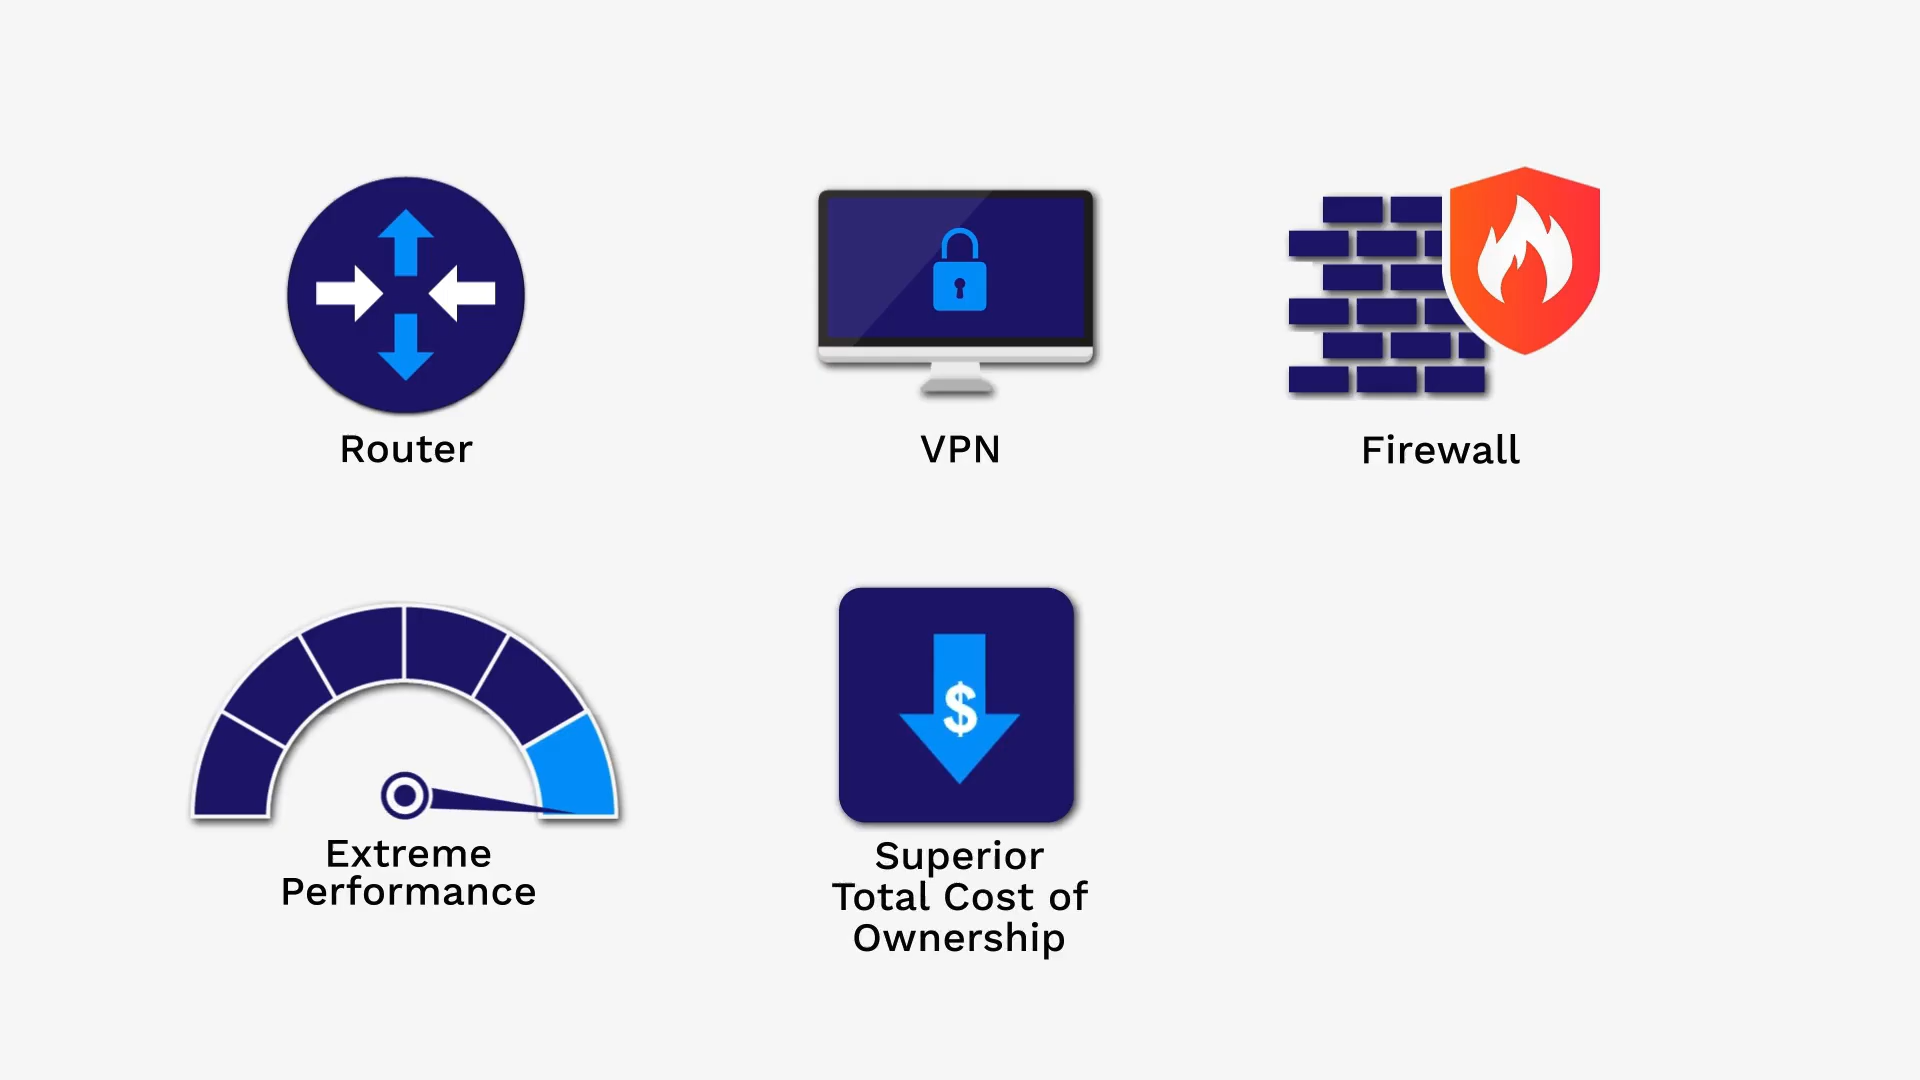 Router
VPN
Firewall
Extreme
Performance
$
Superior
Total Cost of
Ownership